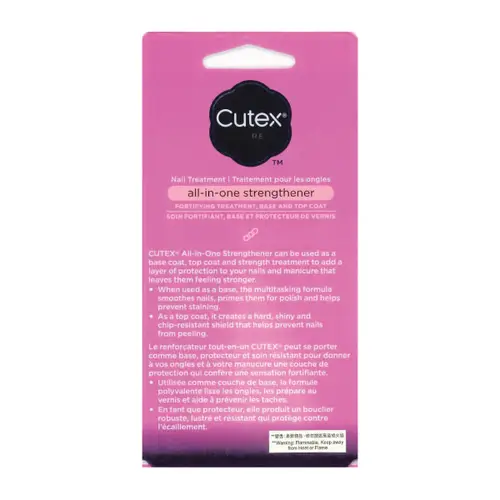 Cutex®
™
Nail Treatment | Traitement pour les ongles
all-in-one strengthener
FORTIFYING TREATMENT, BASE AND TOP COAT
SOIN FORTIFIANT, BASE ET PROTECTEUR DE VERNIS
CUTEX® All-in-One Strengthener can be used as a
base coat, top coat and strength treatment to add a
layer of protection to your nails and manicure that
leaves them feeling stronger.
• When used as a base, the multitasking formula
smoothes nails, primes them for polish and helps
prevent staining.
• As a top coat, it creates a hard, shiny and
chip-resistant shield that helps prevent nails
from peeling.
Le renforçateur tout-en-un CUTEX® peut se porter
comme base, protecteur et soin résistant pour donner
à vos ongles et à votre manucure une couche de
protection qui confère une sensation fortifiante.
• Utilisée comme couche de base, la formule
polyvalente lisse les ongles, les prépare au
vernis et aide à prévenir les taches.
• En tant que protecteur, elle produit un bouclier
robuste, lustré et résistant qui protège contre
l'écaillement.
**Warning: Flammable. Keep away
from Heat or Flame